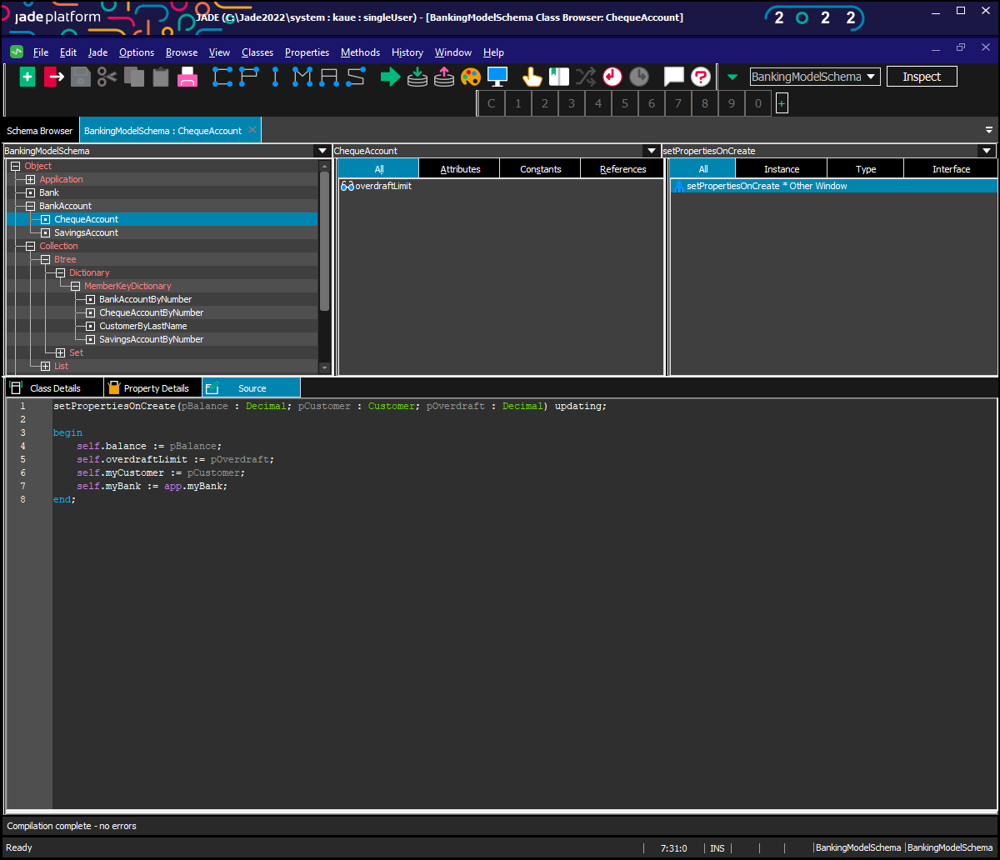 jade platform
JADE (C:\Jade2022\system : kaue : singleUser) - [BankingModelSchema Class Browser: ChequeAccount]
2 0 2 2
File Edit Jade Options Browse View Classes Properties Methods History Window Help
C P I M A S
BankingModelSchema
Inspect
C 1 2 3 4 5 6 7 8 9 0 +
Schema Browser
BankingModelSchema : ChequeAccount
BankingModelSchema
Object
Application
Bank
BankAccount
ChequeAccount
SavingsAccount
Collection
Btree
Dictionary
MemberKeyDictionary
BankAccountByNumber
ChequeAccountByNumber
CustomerByLastName
SavingsAccountByNumber
Set
List
ChequeAccount
All Attributes Constants References
overdraftLimit
setPropertiesOnCreate
All Instance Type Interface
setPropertiesOnCreate * Other Window
Class Details Property Details Source
1 setPropertiesOnCreate(pBalance : Decimal; pCustomer : Customer; pOverdraft : Decimal) updating;
2
3 begin
4 self.balance := pBalance;
5 self.overdraftLimit := pOverdraft;
6 self.myCustomer := pCustomer;
7 self.myBank := app.myBank;
8 end;
Compilation complete - no errors
Ready
7:31:0
INS
BankingModelSchema
BankingModelSchema